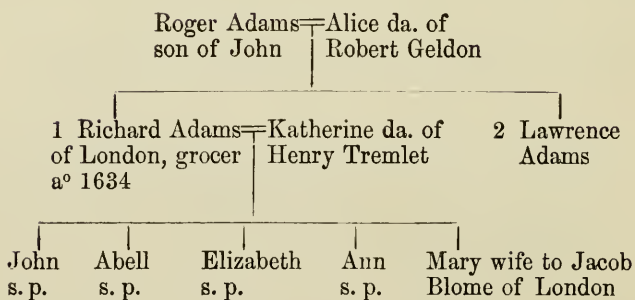 Roger Adams=Alice da. of
son of John Robert Geldon
1 Richard Adams=Katherine da. of 2 Lawrence
of London, grocer Henry Tremlet Adams
aº 1634
John Abell Elizabeth Ann Mary wife to Jacob
s. p. s. p. s. p. s. p. Blome of London